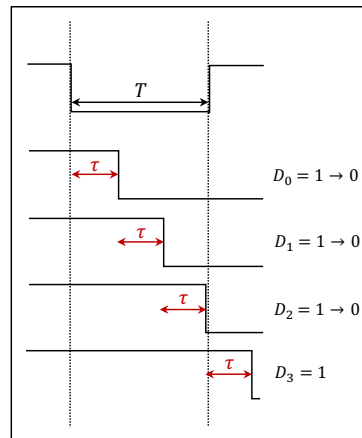 T
τ
D₀ = 1 → 0
τ
D₁ = 1 → 0
τ
D₂ = 1 → 0
τ
D₃ = 1